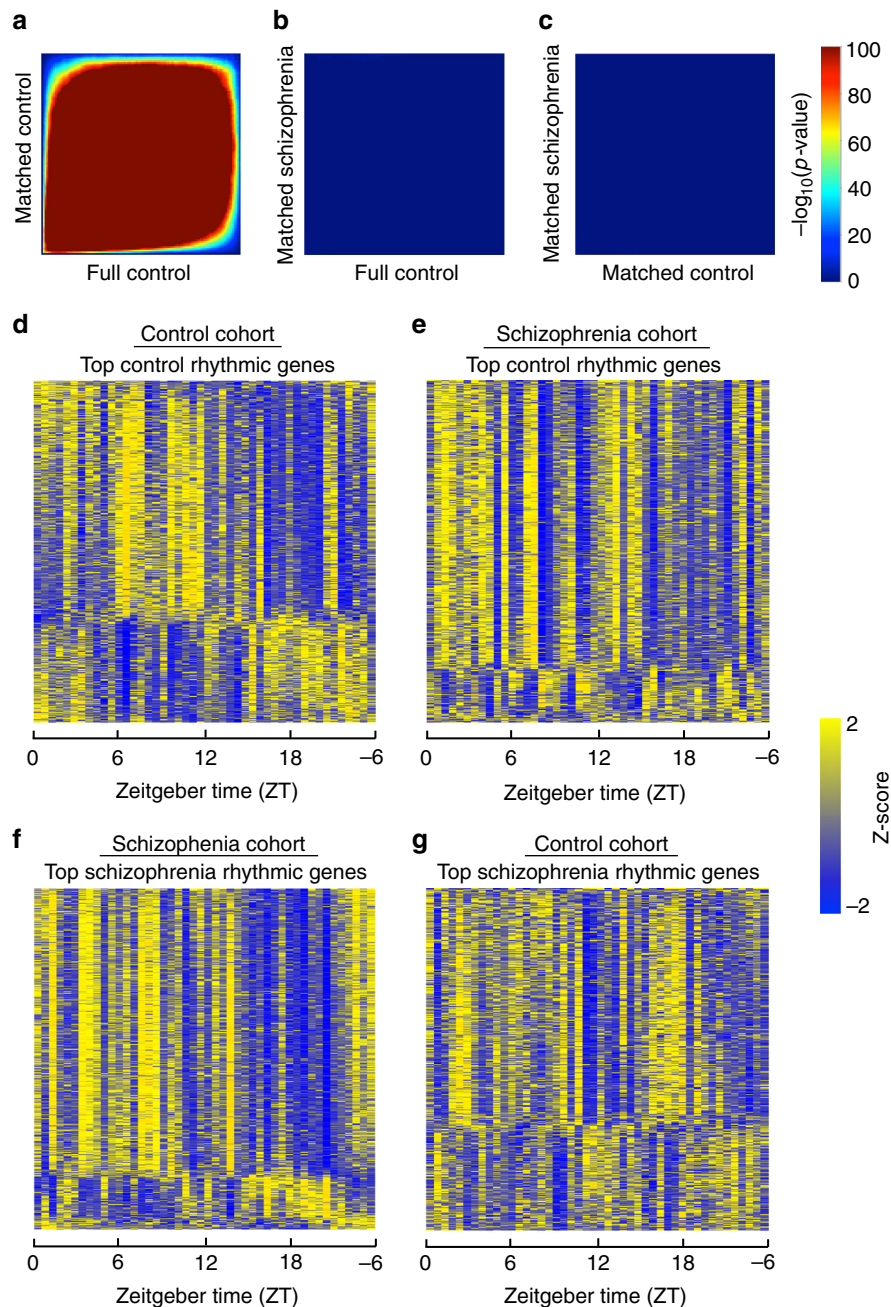 a
Matched control
Full control
b
Matched schizophrenia
Full control
c
Matched schizophrenia
Matched control
100
80
60
40
20
0
–log10(p-value)
d
Control cohort
Top control rhythmic genes
0 6 12 18 –6
Zeitgeber time (ZT)
e
Schizophrenia cohort
Top control rhythmic genes
0 6 12 18 –6
Zeitgeber time (ZT)
2
–2
Z-score
f
Schizophenia cohort
Top schizophrenia rhythmic genes
0 6 12 18 –6
Zeitgeber time (ZT)
g
Control cohort
Top schizophrenia rhythmic genes
0 6 12 18 –6
Zeitgeber time (ZT)